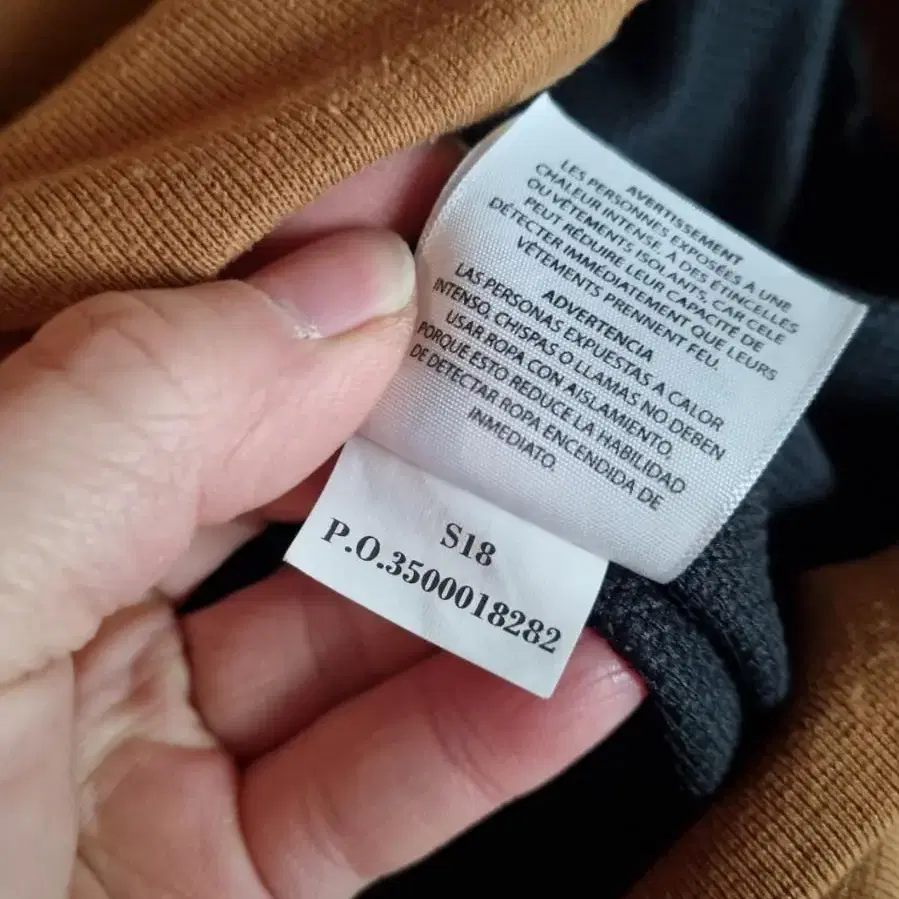 AVERTISSEMENT
LES PERSONNES EXPOSÉES À UNE
CHALEUR INTENSE, À DES ÉTINCELLES
OU VÊTEMENTS ISOLANTS, CAR CELE
PEUT RÉDUIRE LEUR CAPACITÉ DE
DÉTECTER IMMÉDIATEMENT QUE LEURS
VÊTEMENTS PRENNENT FEU.
ADVERTENCIA
LAS PERSONAS EXPUESTAS A CALOR
INTENSO, CHISPAS O LLAMAS NO DEBEN
USAR ROPA CON AISLAMIENTO
PORQUE ESTO REDUCE LA HABILIDAD
DE DETECTAR ROPA ENCENDIDA DE
INMEDIATO.
S18
P.O.3500018282